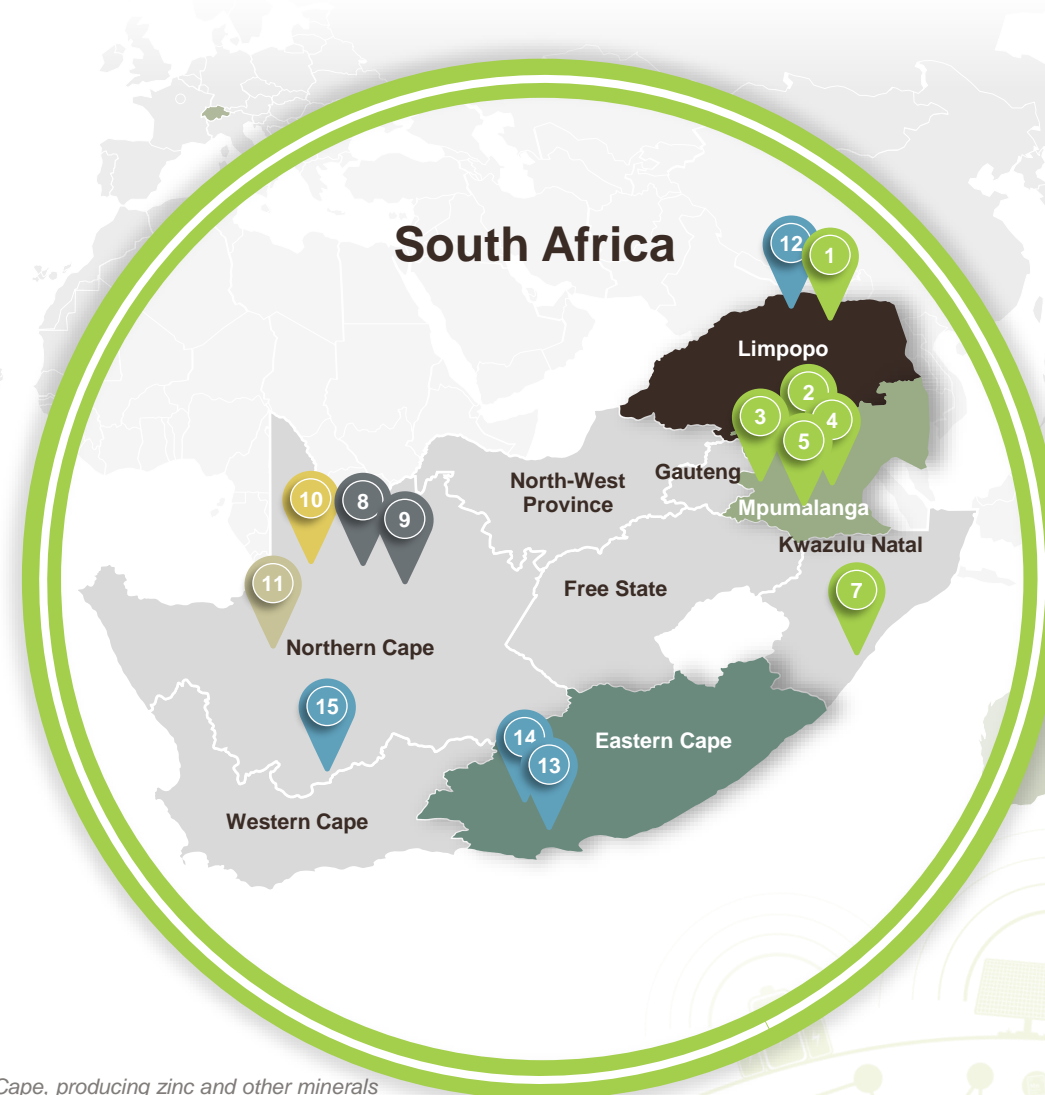 South Africa
12
1
Limpopo
2
3
4
5
Gauteng
North-West
Province
Mpumalanga
Kwazulu Natal
10
8
9
11
Free State
7
Northern Cape
15
14
13
Eastern Cape
Western Cape
Cape, producing zinc and other minerals